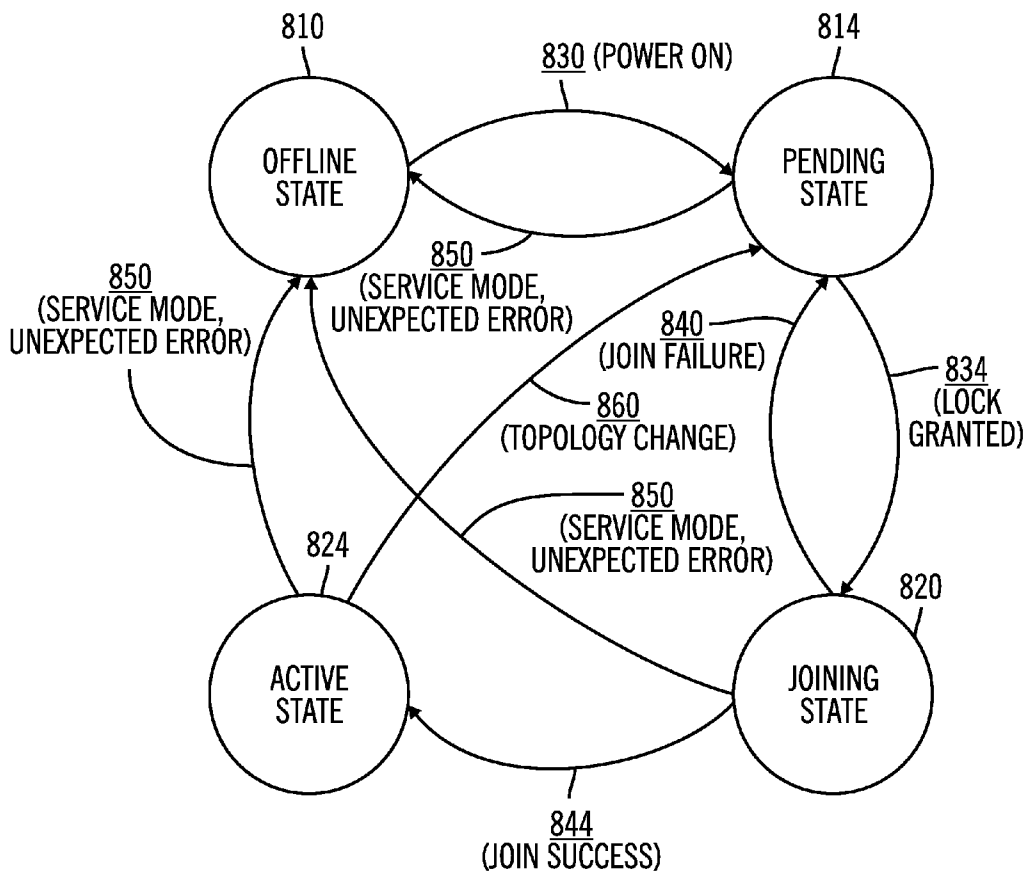 810
814
830 (POWER ON)
OFFLINE
STATE
PENDING
STATE
850
(SERVICE MODE,
UNEXPECTED ERROR)
850
(SERVICE MODE,
UNEXPECTED ERROR)
840
(JOIN FAILURE)
834
(LOCK
GRANTED)
860
(TOPOLOGY CHANGE)
850
(SERVICE MODE,
UNEXPECTED ERROR)
824
820
ACTIVE
STATE
JOINING
STATE
844
(JOIN SUCCESS)